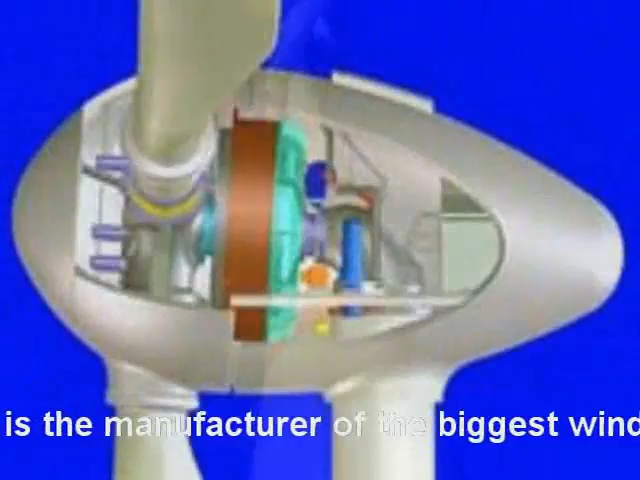 is the manufacturer of the biggest wind